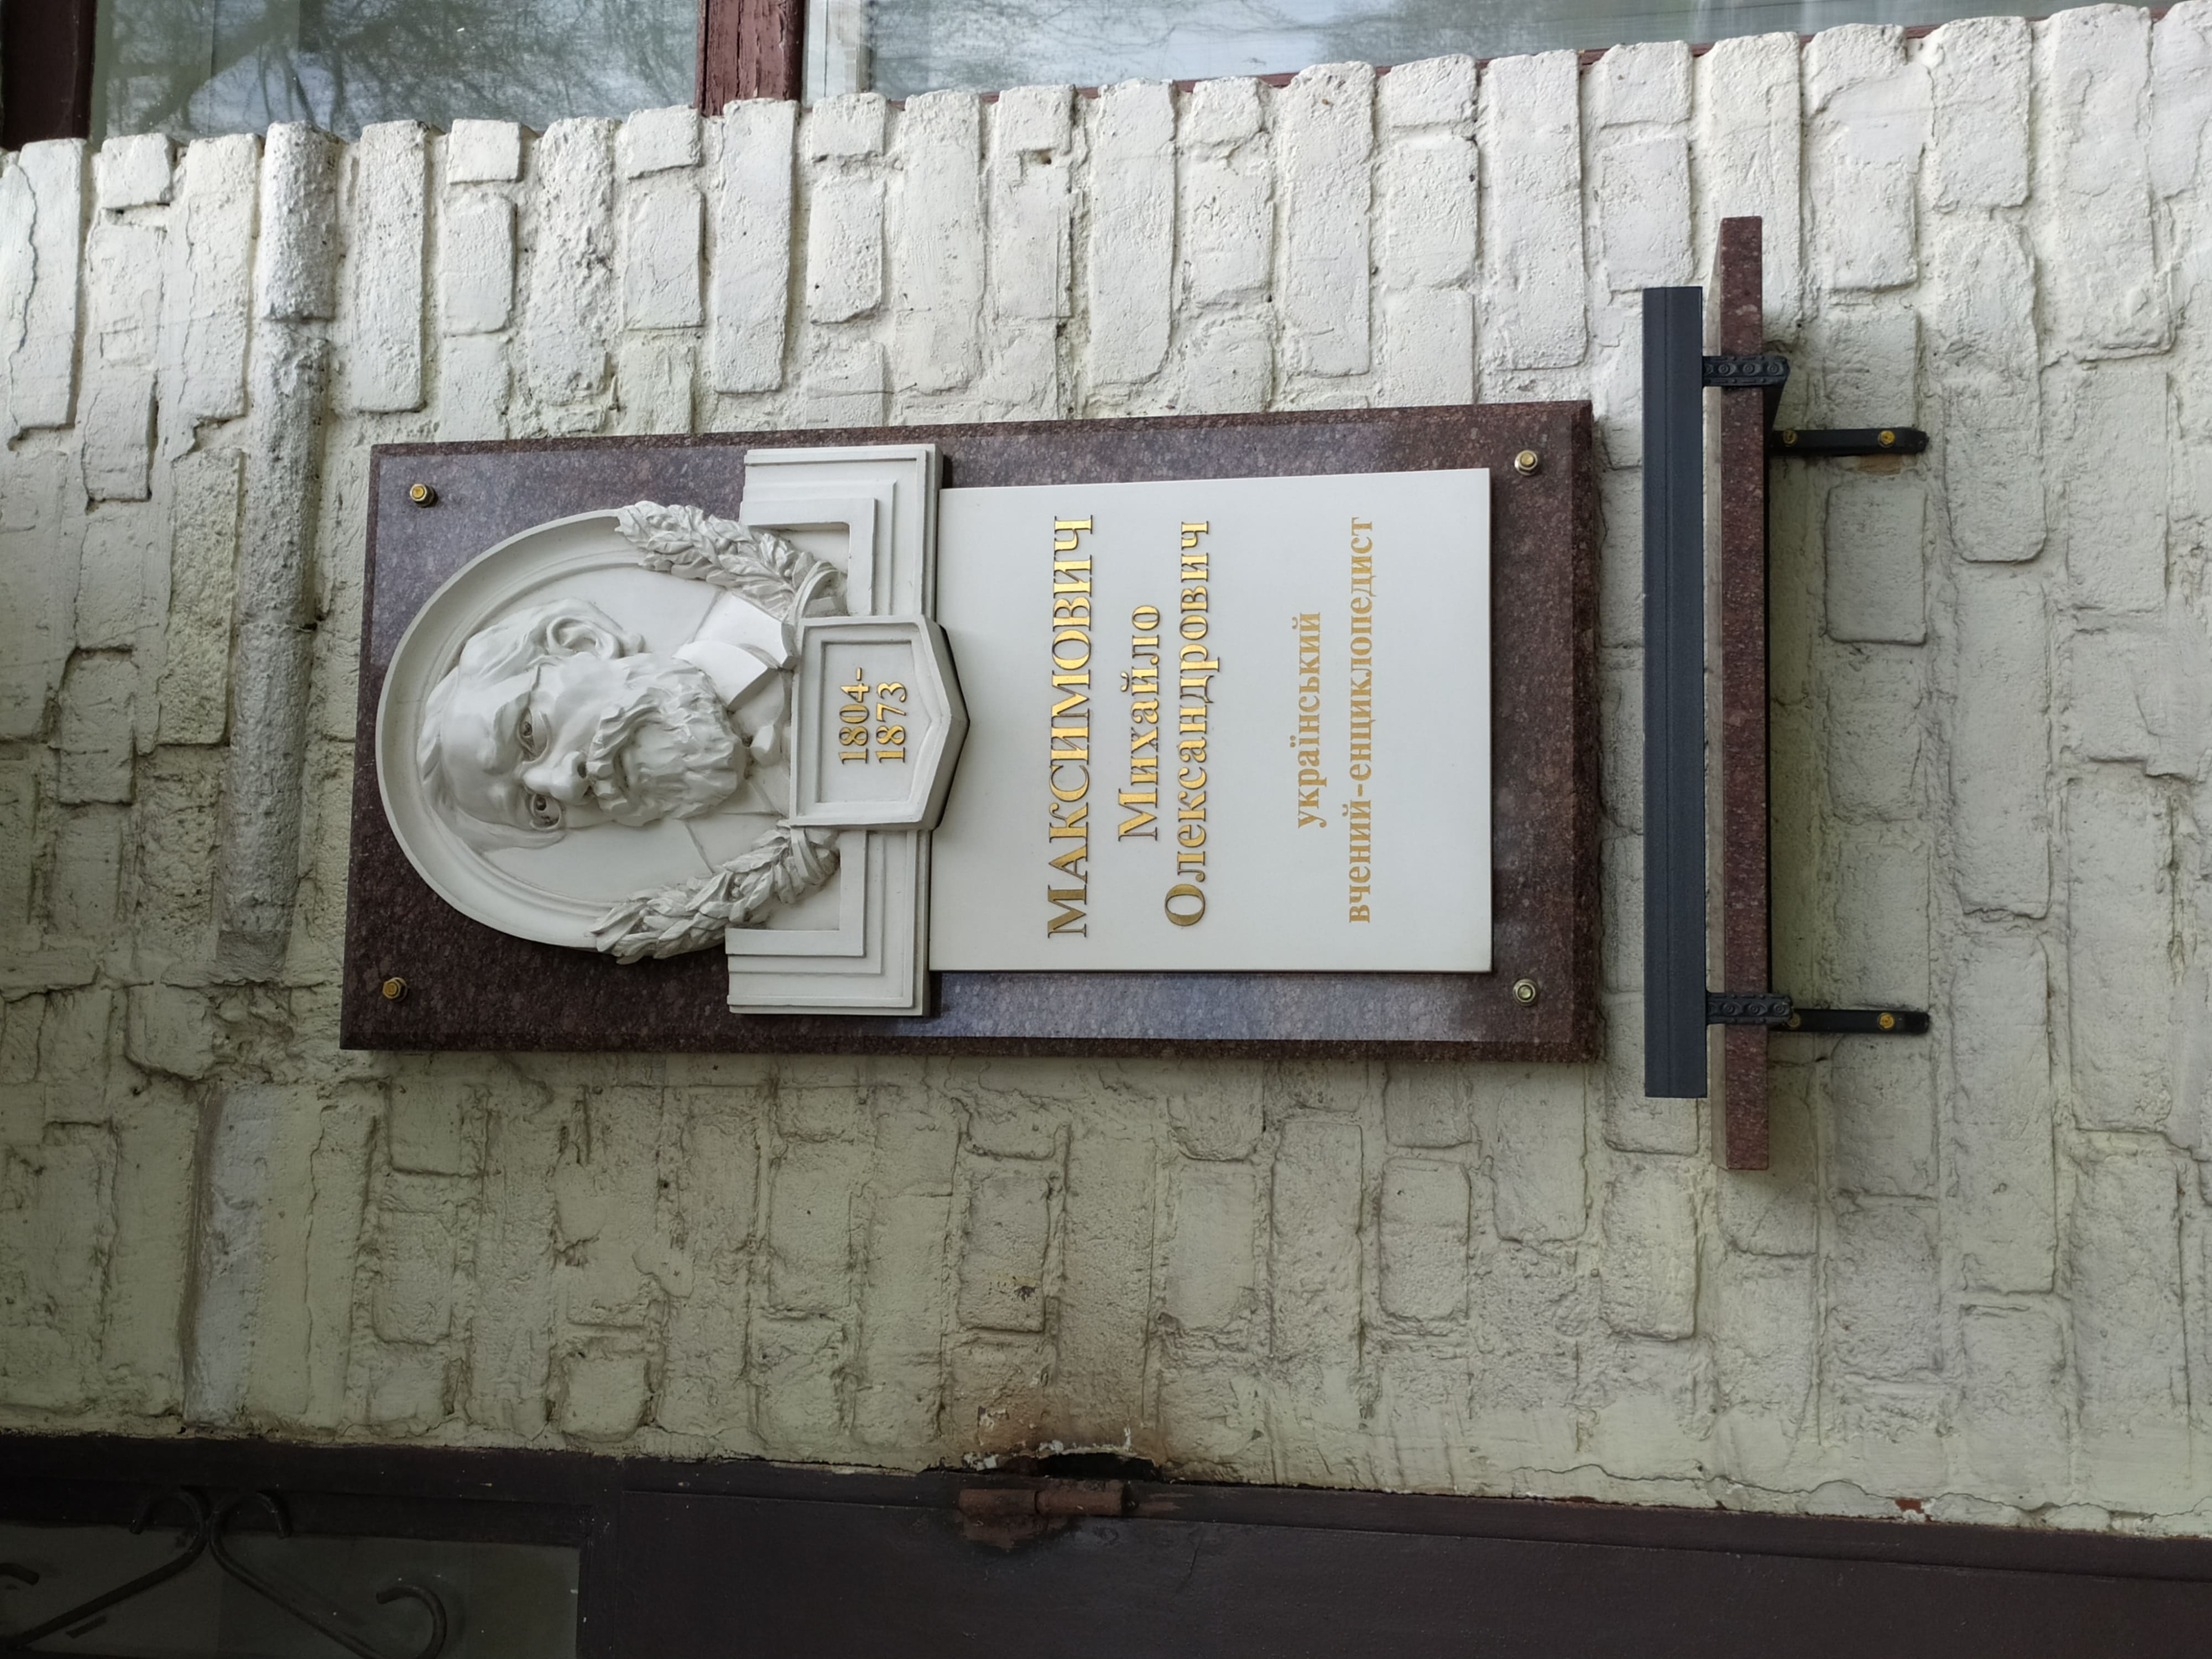 1804-
1873
МАКСИМОВИЧ
Михайло
Олександрович
український
вчений-енциклопедист